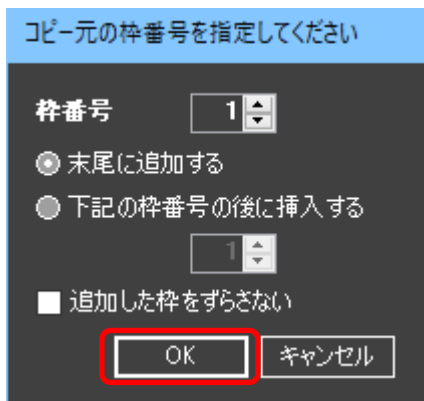 コピー元の枠番号を指定してください
枠番号 1
末尾に追加する
下記の枠番号の後に挿入する
1
追加した枠をずらさない
OK キャンセル